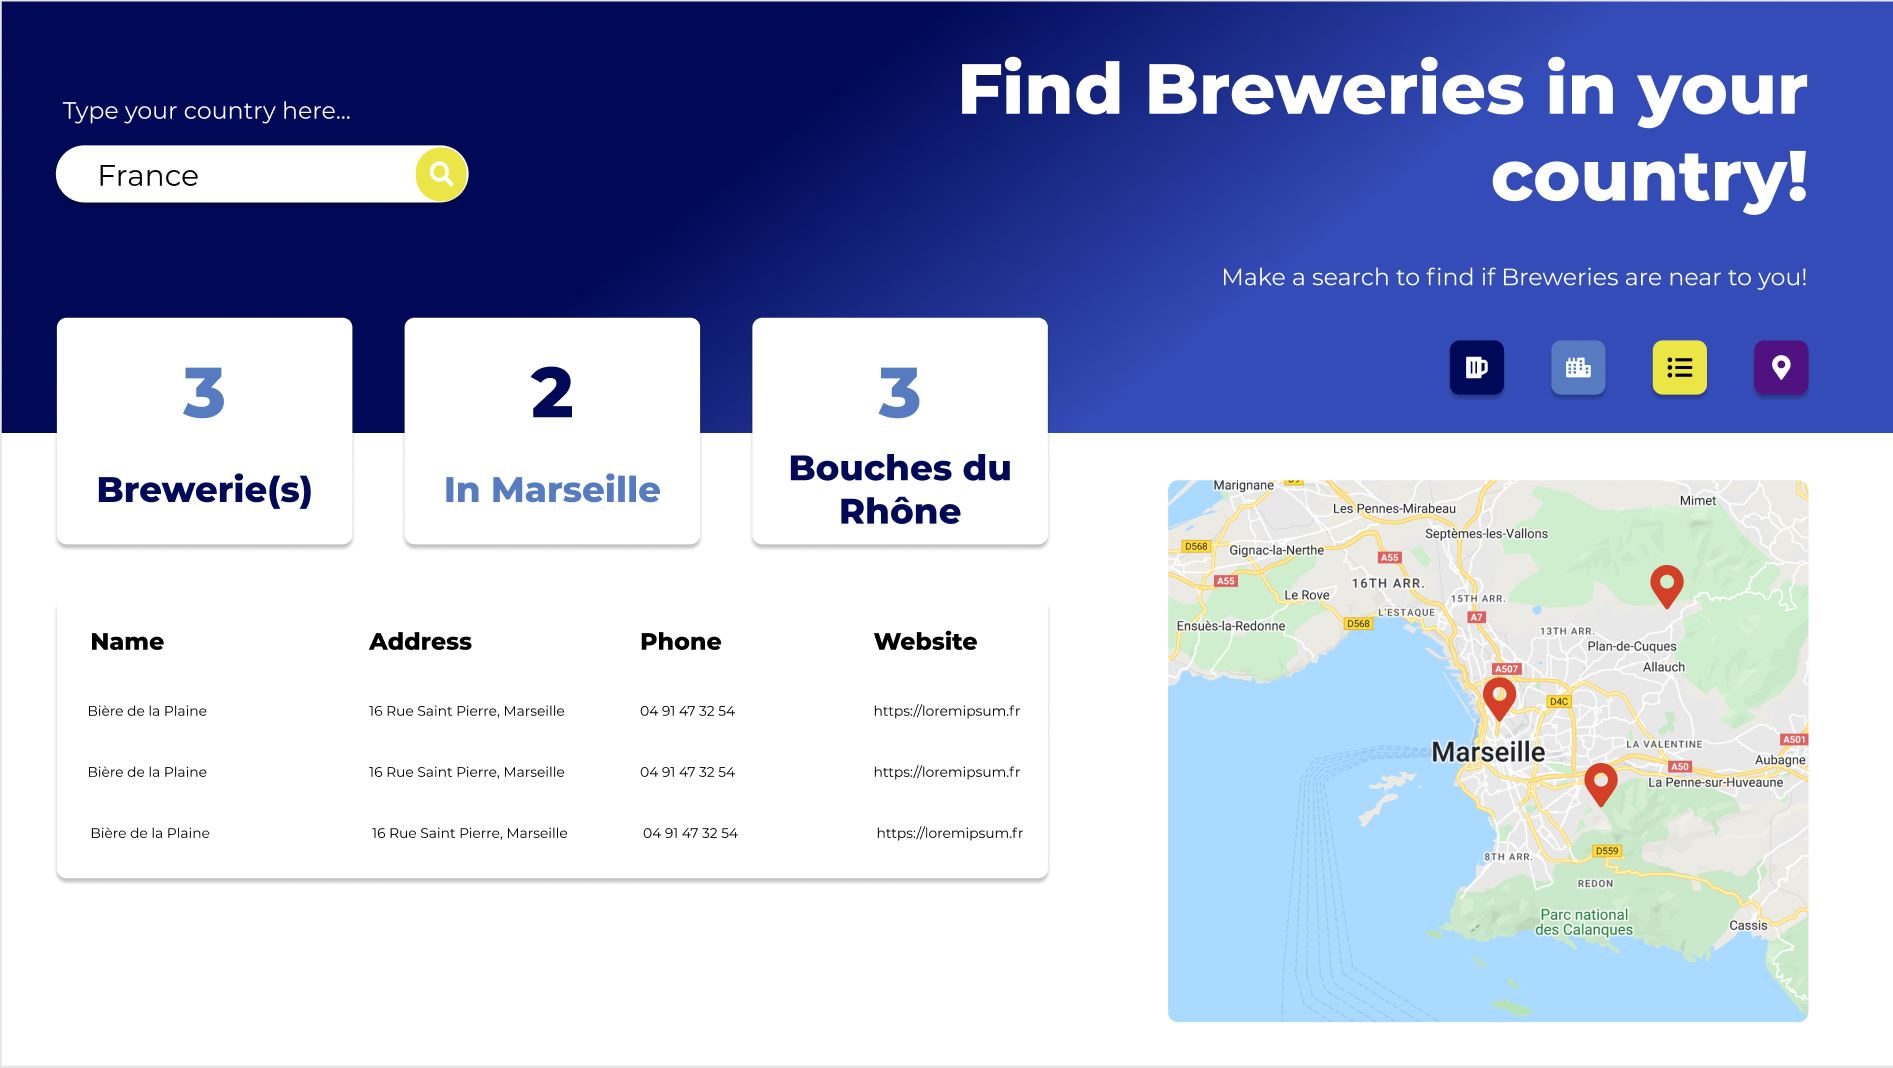 Find Breweries in your
country!
Type your country here...
France
Make a search to find if Breweries are near to you!
3
Brewerie(s)
2
In Marseille
3
Bouches du
Rhône
Name Address Phone Website
Bière de la Plaine 16 Rue Saint Pierre, Marseille 04 91 47 32 54 https://loremipsum.fr
Bière de la Plaine 16 Rue Saint Pierre, Marseille 04 91 47 32 54 https://loremipsum.fr
Bière de la Plaine 16 Rue Saint Pierre, Marseille 04 91 47 32 54 https://loremipsum.fr
Marignane
Mimet
Les Pennes-Mirabeau
Septèmes-les-Vallons
D568
Gignac-la-Nerthe
A55
A55
16TH ARR.
Le Rove
15TH ARR.
L'ESTAQUE
A7
D568
Ensuès-la-Redonne
13TH ARR.
Plan-de-Cuques
Allauch
A507
D4C
A501
LA VALENTINE
Marseille
Aubagne
A50
La Penne-sur-Huveaune
D559
8TH ARR.
REDON
Parc national
des Calanques
Cassis